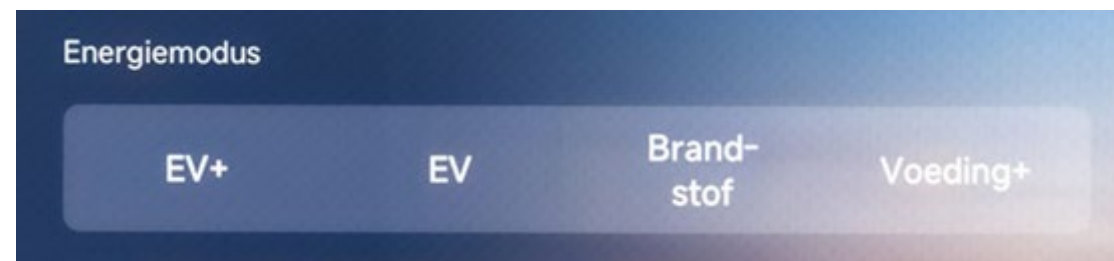 Energiemodus
EV+
EV
Brand-
stof
Voeding+